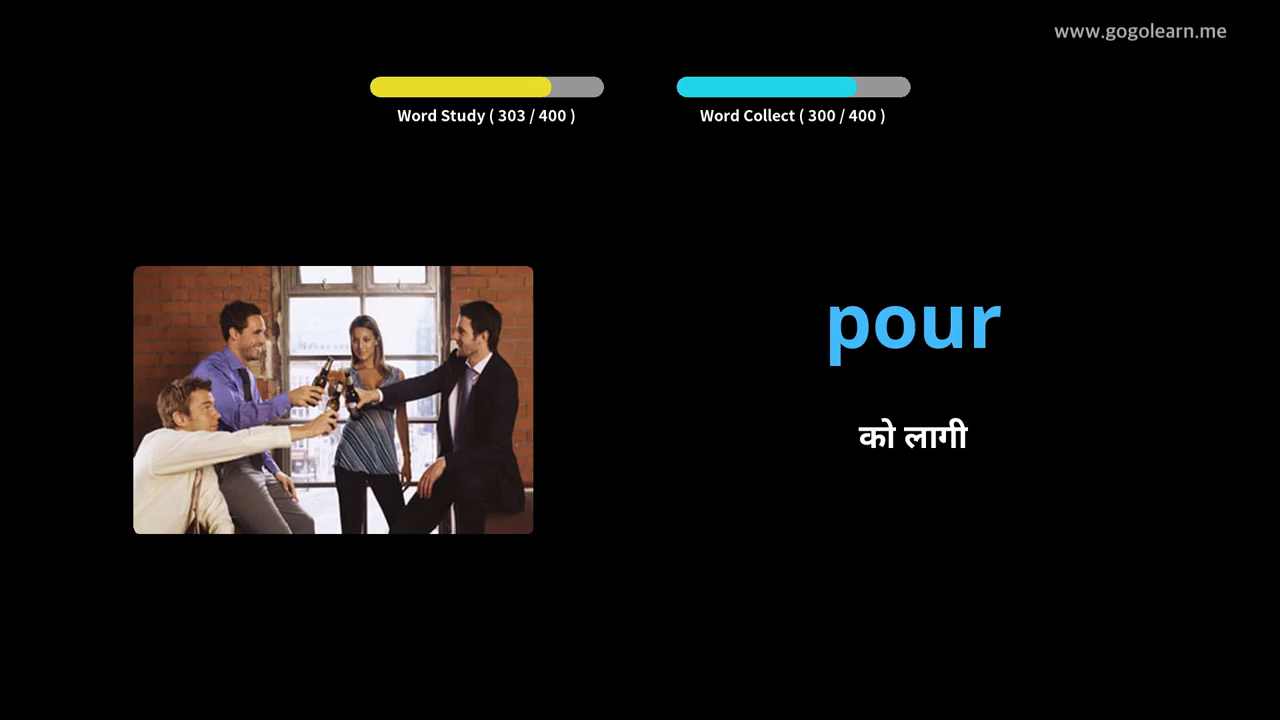 www.gogolearn.me
Word Study ( 303 / 400 )
Word Collect ( 300 / 400 )
pour
को लागी